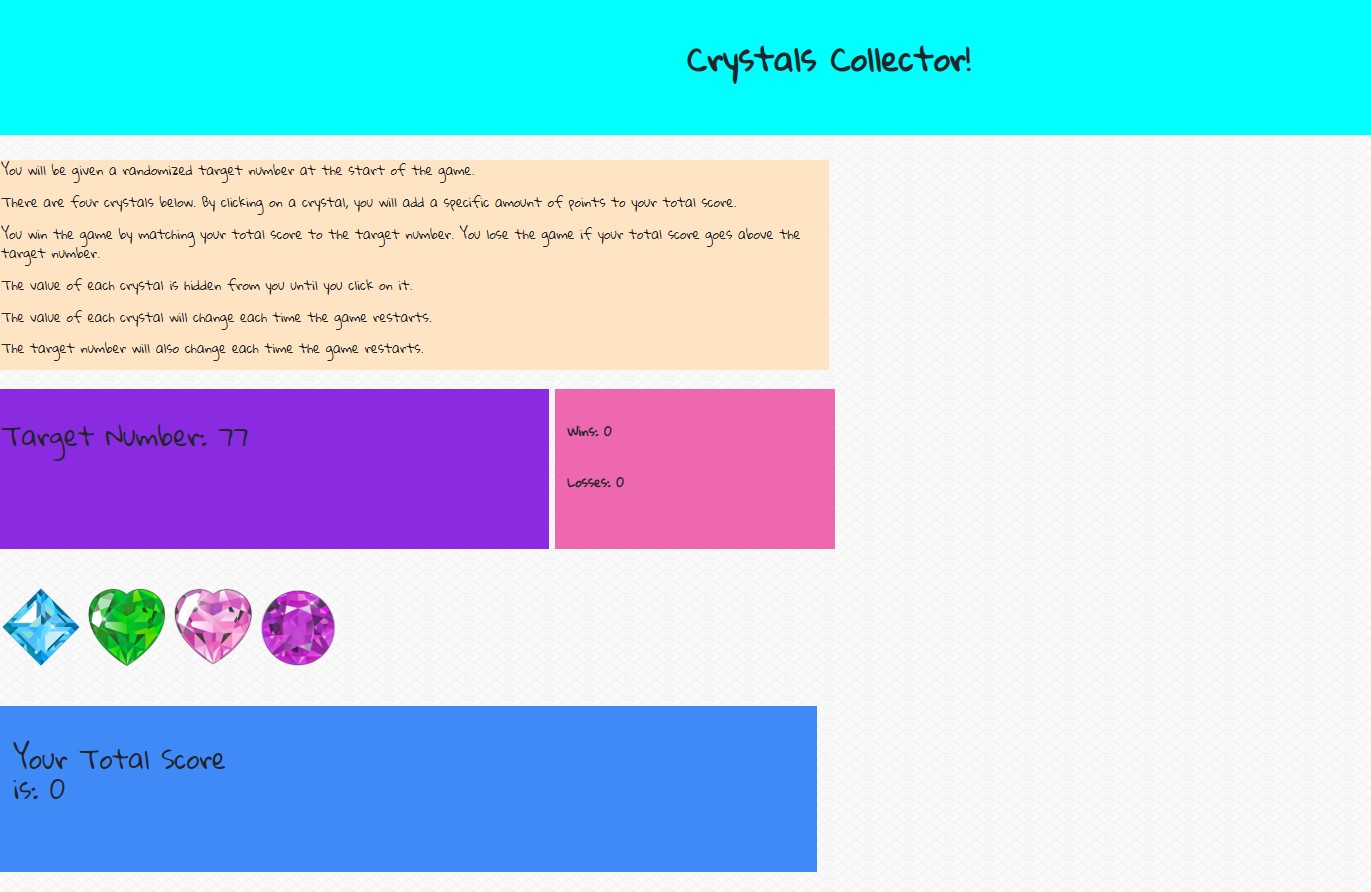 Crystals Collector!
You will be given a randomized target number at the start of the game.
There are four crystals below. By clicking on a crystal, you will add a specific amount of points to your total score.
You win the game by matching your total score to the target number. You lose the game if your total score goes above the
target number.
The value of each crystal is hidden from you until you click on it.
The value of each crystal will change each time the game restarts.
The target number will also change each time the game restarts.
Target Number: 77
Wins: 0
Losses: 0
Your Total Score
is: 0